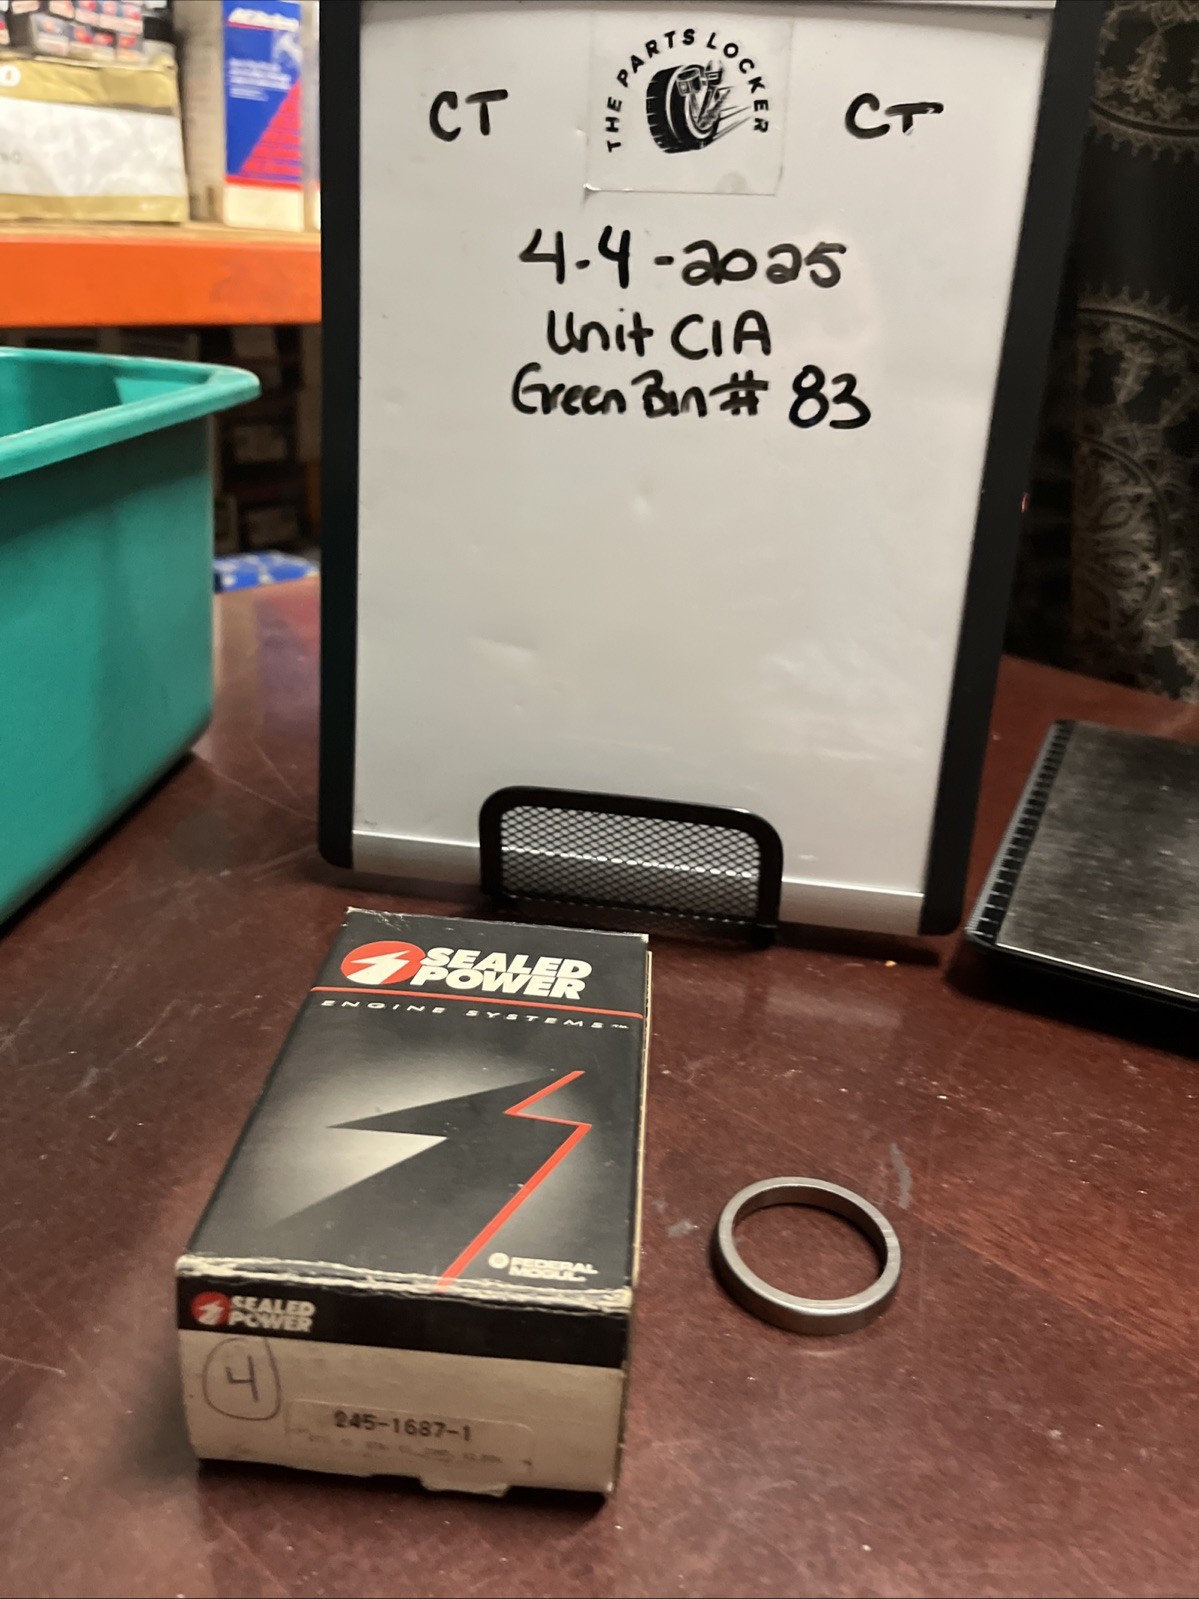 THE PARTS LOCKER
CT CT
4-4-2025
Unit C1A
Green Bin # 83
SEALED
POWER
ENGINE SYSTEMS™
FEDERAL
MOGUL®
SEALED
POWER
4
245-1687-1